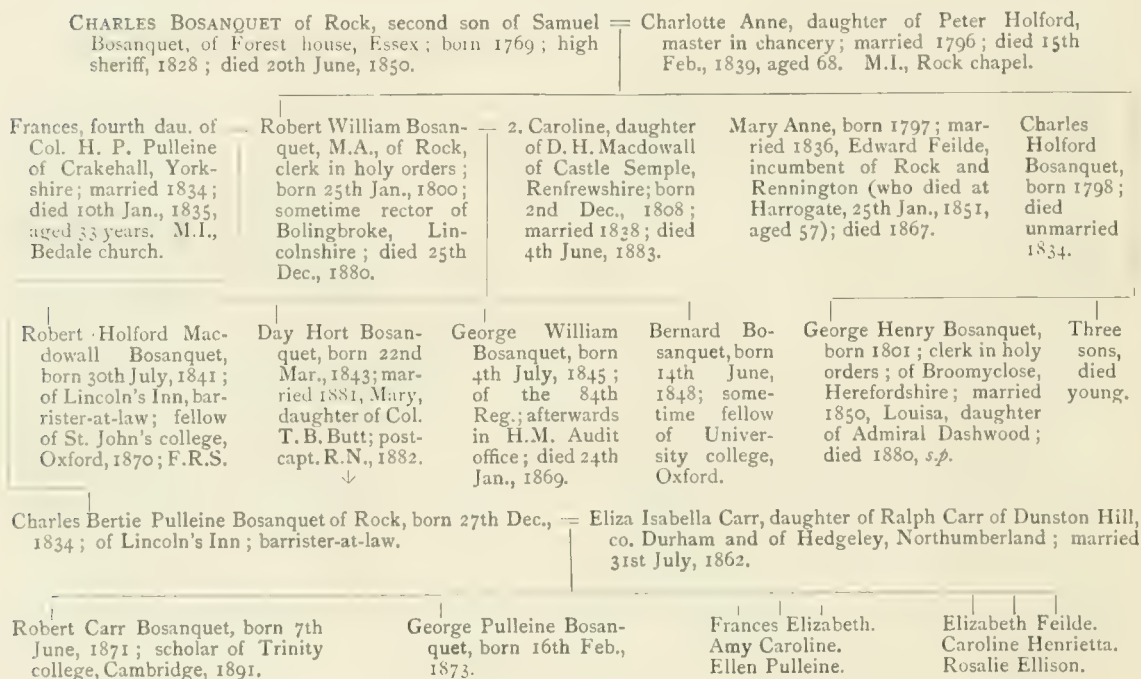 CHARLES BOSANQUET of Rock, second son of Samuel
Bosanquet, of Forest house, Essex; born 1769; high
sheriff, 1828; died 20th June, 1850.
=
Charlotte Anne, daughter of Peter Holford,
master in chancery; married 1796; died 15th
Feb., 1839, aged 68. M.I., Rock chapel.
Frances, fourth dau. of
Col. H. P. Pulleine
of Crakehall, York-
shire; married 1834;
died 10th Jan., 1835,
aged 33 years. M.I.,
Bedale church.
Robert William Bosan-
quet, M.A., of Rock,
clerk in holy orders;
born 25th Jan., 1800;
sometime rector of
Bolingbroke, Lin-
colnshire; died 25th
Dec., 1880.
2. Caroline, daughter
of D. H. Macdowall
of Castle Semple,
Renfrewshire; born
2nd Dec., 1808;
married 1838; died
4th June, 1883.
Mary Anne, born 1797; mar-
ried 1836, Edward Feilde,
incumbent of Rock and
Rennington (who died at
Harrogate, 25th Jan., 1851,
aged 57); died 1867.
Charles
Holford
Bosanquet,
born 1798;
died
unmarried
1834.
Robert Holford Mac-
dowall Bosanquet,
born 30th July, 1841;
of Lincoln's Inn, bar-
rister-at-law; fellow
of St. John's college,
Oxford, 1870; F.R.S.
Day Hort Bosan-
quet, born 22nd
Mar., 1843; mar-
ried 1881, Mary,
daughter of Col.
T. B. Butt; post-
capt. R.N., 1882.
↓
George William
Bosanquet, born
4th July, 1845;
of the 84th
Reg.; afterwards
in H.M. Audit
office; died 24th
Jan., 1869.
Bernard Bo-
sanquet, born
14th June,
1848; some-
time fellow
of Univer-
sity college,
Oxford.
George Henry Bosanquet,
born 1801; clerk in holy
orders; of Broomyclose,
Herefordshire; married
1850, Louisa, daughter
of Admiral Dashwood;
died 1880, s.p.
Three
sons,
died
young.
Charles Bertie Pulleine Bosanquet of Rock, born 27th Dec.,
1834; of Lincoln's Inn; barrister-at-law.
=
Eliza Isabella Carr, daughter of Ralph Carr of Dunston Hill,
co. Durham and of Hedgeley, Northumberland; married
31st July, 1862.
Robert Carr Bosanquet, born 7th
June, 1871; scholar of Trinity
college, Cambridge, 1891.
George Pulleine Bosan-
quet, born 16th Feb.,
1873.
Frances Elizabeth.
Amy Caroline.
Ellen Pulleine.
Elizabeth Feilde.
Caroline Henrietta.
Rosalie Ellison.